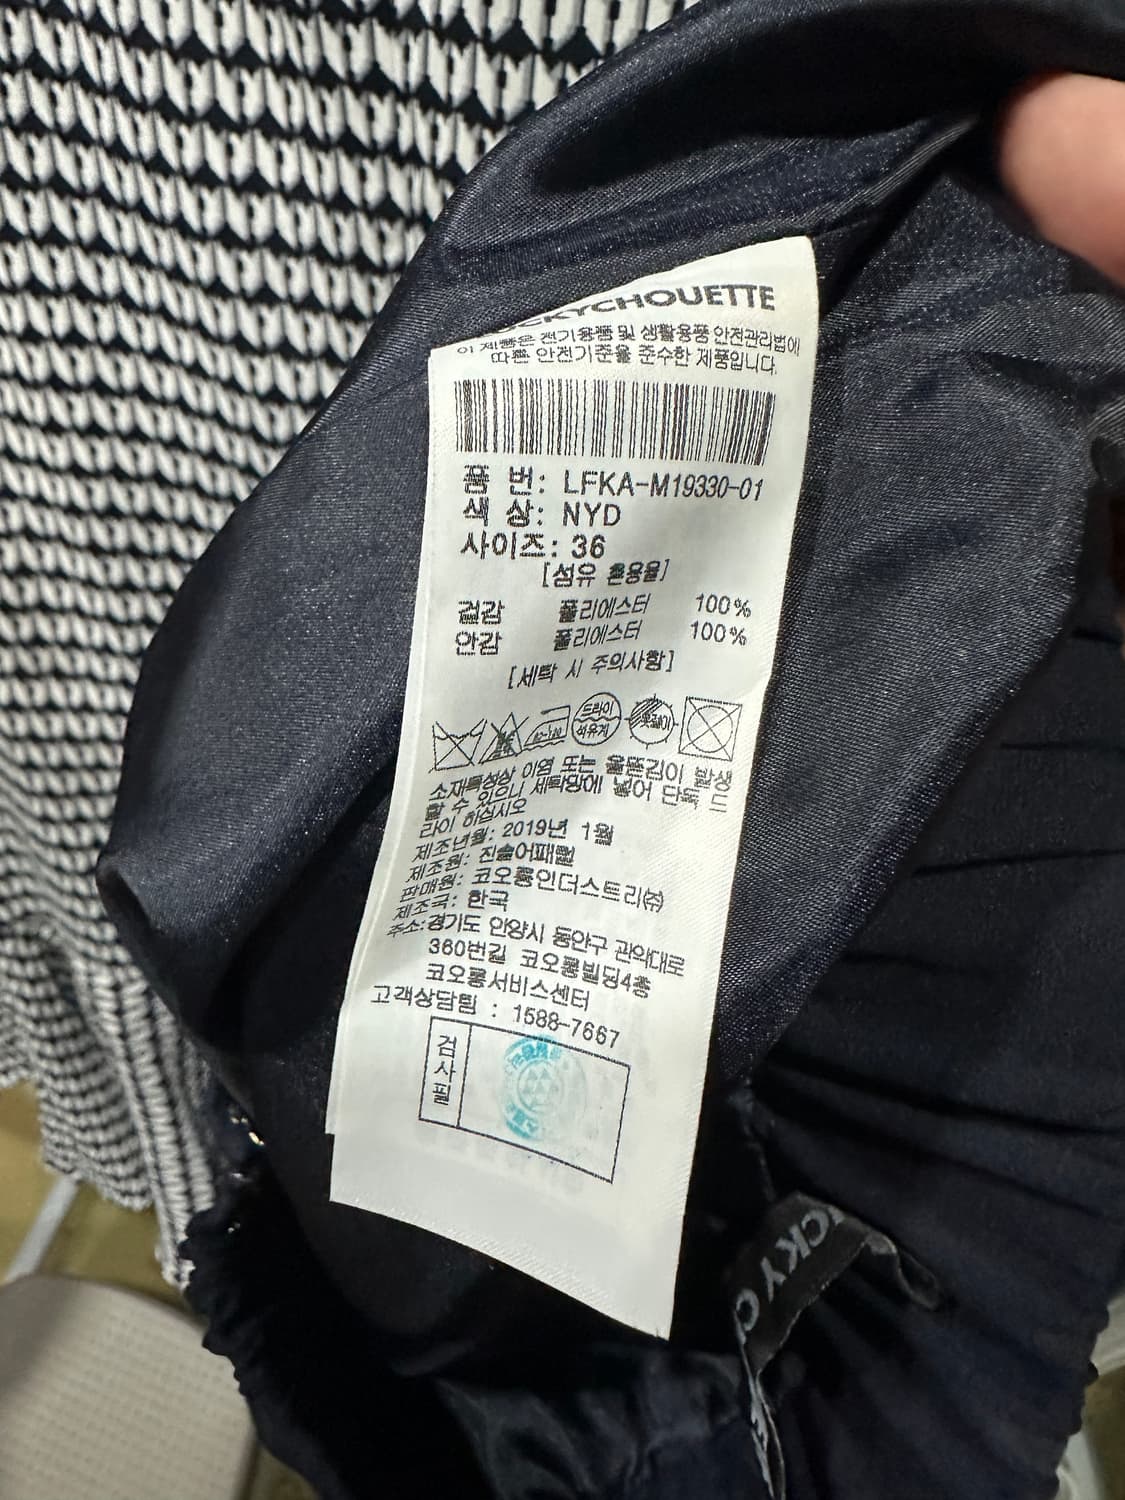 CKYCHOUETTE
이 제품은 전기용품 및 생활용품 안전관리법에
따른 안전기준을 준수한 제품입니다.
품 번: LFKA-M19330-01
색 상: NYD
사이즈: 36
[섬유 혼용율]
겉감 폴리에스터 100%
안감 폴리에스터 100%
[세탁 시 주의사항]
드라이
석유계
옷걸이
소재특성상 이염 또는 올뜯김이 발생
할 수 있으니 세탁망에 넣어 단독 드
라이 하십시오
제조년월: 2019년 1월
제조원: 진솔어패럴
판매원: 코오롱인더스트리㈜
제조국: 한국
주소: 경기도 안양시 동안구 관악대로
360번길 코오롱빌딩4층
코오롱서비스센터
고객상담팀 : 1588-7667
검사필
CKY C